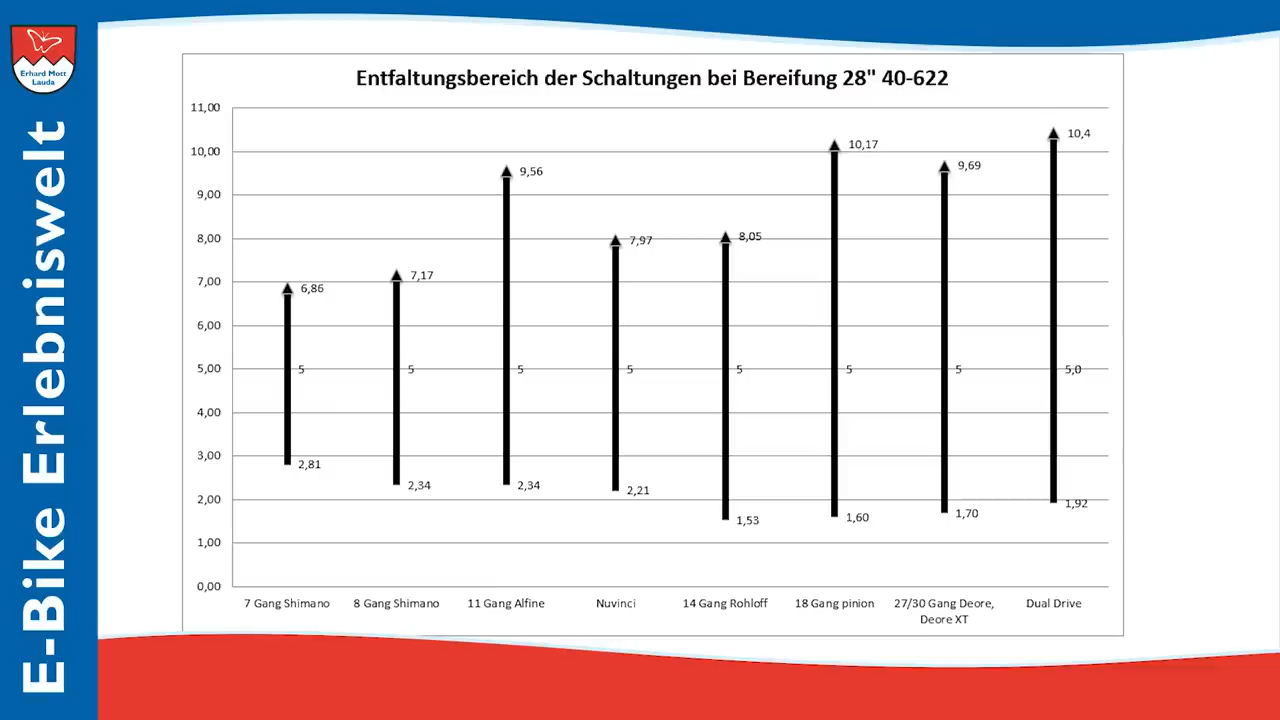 Erhard Mott
Lauda
E-Bike Erlebniswelt
Entfaltungsbereich der Schaltungen bei Bereifung 28" 40-622
11,00
10,00
9,00
8,00
7,00
6,00
5,00
4,00
3,00
2,00
1,00
0,00
6,86
7,17
9,56
7,97
8,05
10,17
9,69
10,4
5
5
5
5
5
5
5
5,0
2,81
2,34
2,34
2,21
1,53
1,60
1,70
1,92
7 Gang Shimano
8 Gang Shimano
11 Gang Alfine
Nuvinci
14 Gang Rohloff
18 Gang pinion
27/30 Gang Deore,
Deore XT
Dual Drive